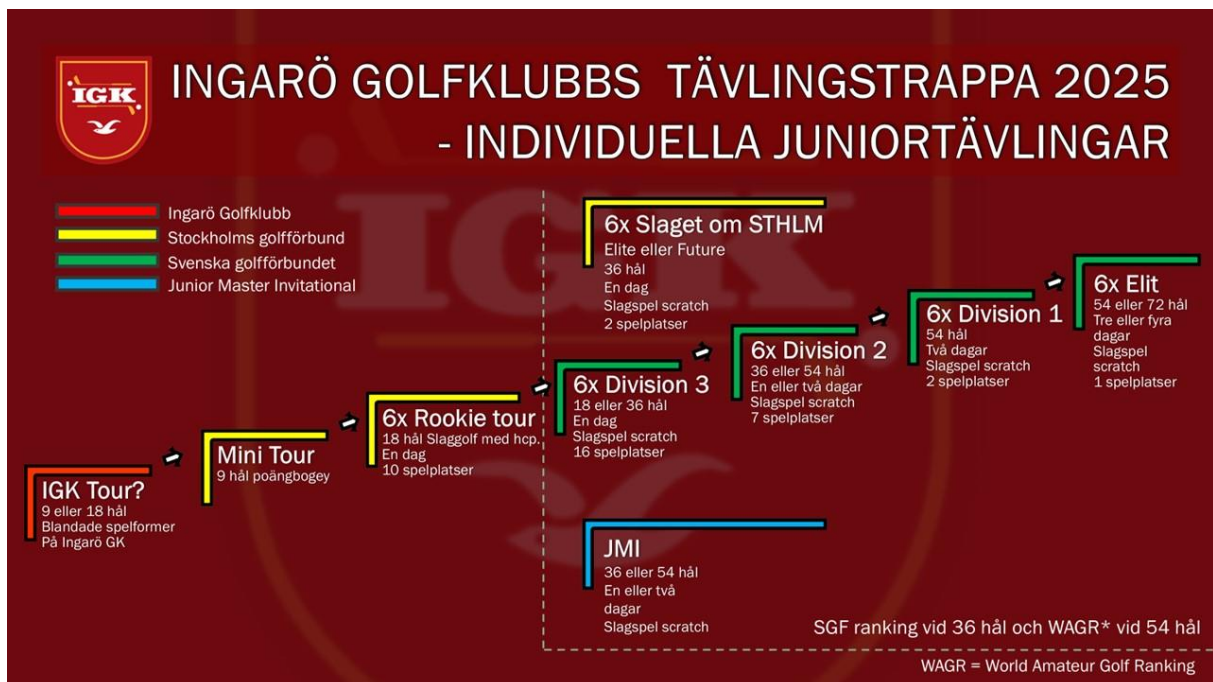 IGK
INGARÖ GOLFKLUBBS TÄVLINGSTRAPPA 2025
- INDIVIDUELLA JUNIORTÄVLINGAR
Ingarö Golfklubb
Stockholms golfförbund
Svenska golfförbundet
Junior Master Invitational
IGK
IGK Tour?
9 eller 18 hål
Blandade spelformer
På Ingarö GK
Mini Tour
9 hål poängbogey
6x Rookie tour
18 hål Slaggolf med hcp.
En dag
10 spelplatser
6x Slaget om STHLM
Elite eller Future
36 hål
En dag
Slagspel scratch
2 spelplatser
6x Division 3
18 eller 36 hål
En dag
Slagspel scratch
16 spelplatser
6x Division 2
36 eller 54 hål
En eller två dagar
Slagspel scratch
7 spelplatser
6x Division 1
54 hål
Två dagar
Slagspel scratch
2 spelplatser
6x Elit
54 eller 72 hål
Tre eller fyra
dagar
Slagspel
scratch
1 spelplatser
JMI
36 eller 54 hål
En eller två
dagar
Slagspel scratch
SGF ranking vid 36 hål och WAGR* vid 54 hål
WAGR = World Amateur Golf Ranking